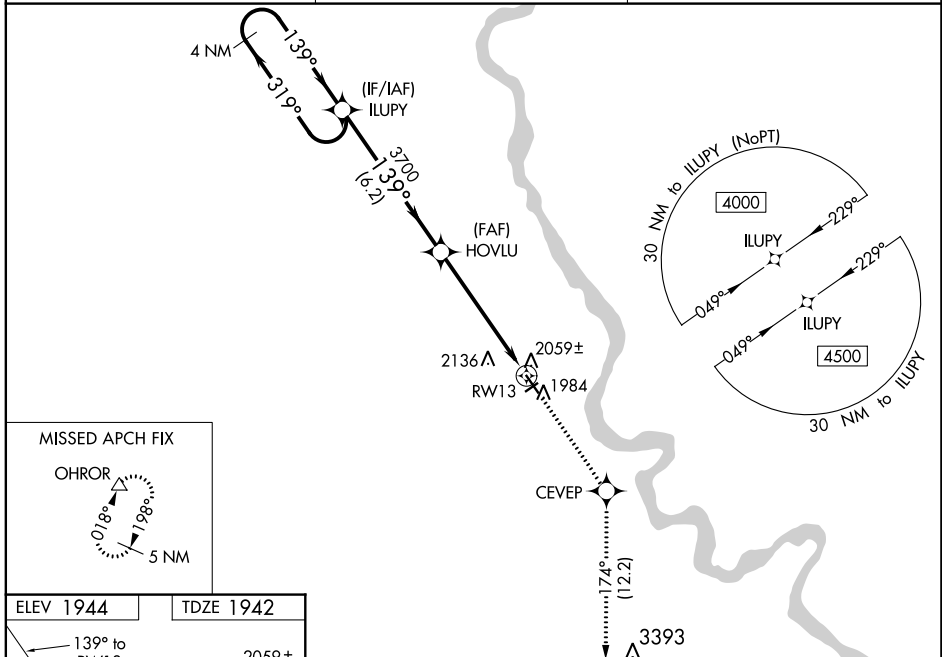 4 NM
139°
319°
(IF/IAF)
ILUPY
3700
139°
(6.2)
(FAF)
HOVLU
30 NM to ILUPY (NoPT)
4000
ILUPY
229°
049°
229°
049°
ILUPY
4500
30 NM to ILUPY
2136
2059±
RW13
1984
CEVEP
174°
(12.2)
3393
MISSED APCH FIX
OHROR
018°
198°
5 NM
ELEV 1944
TDZE 1942
139° to
2059±